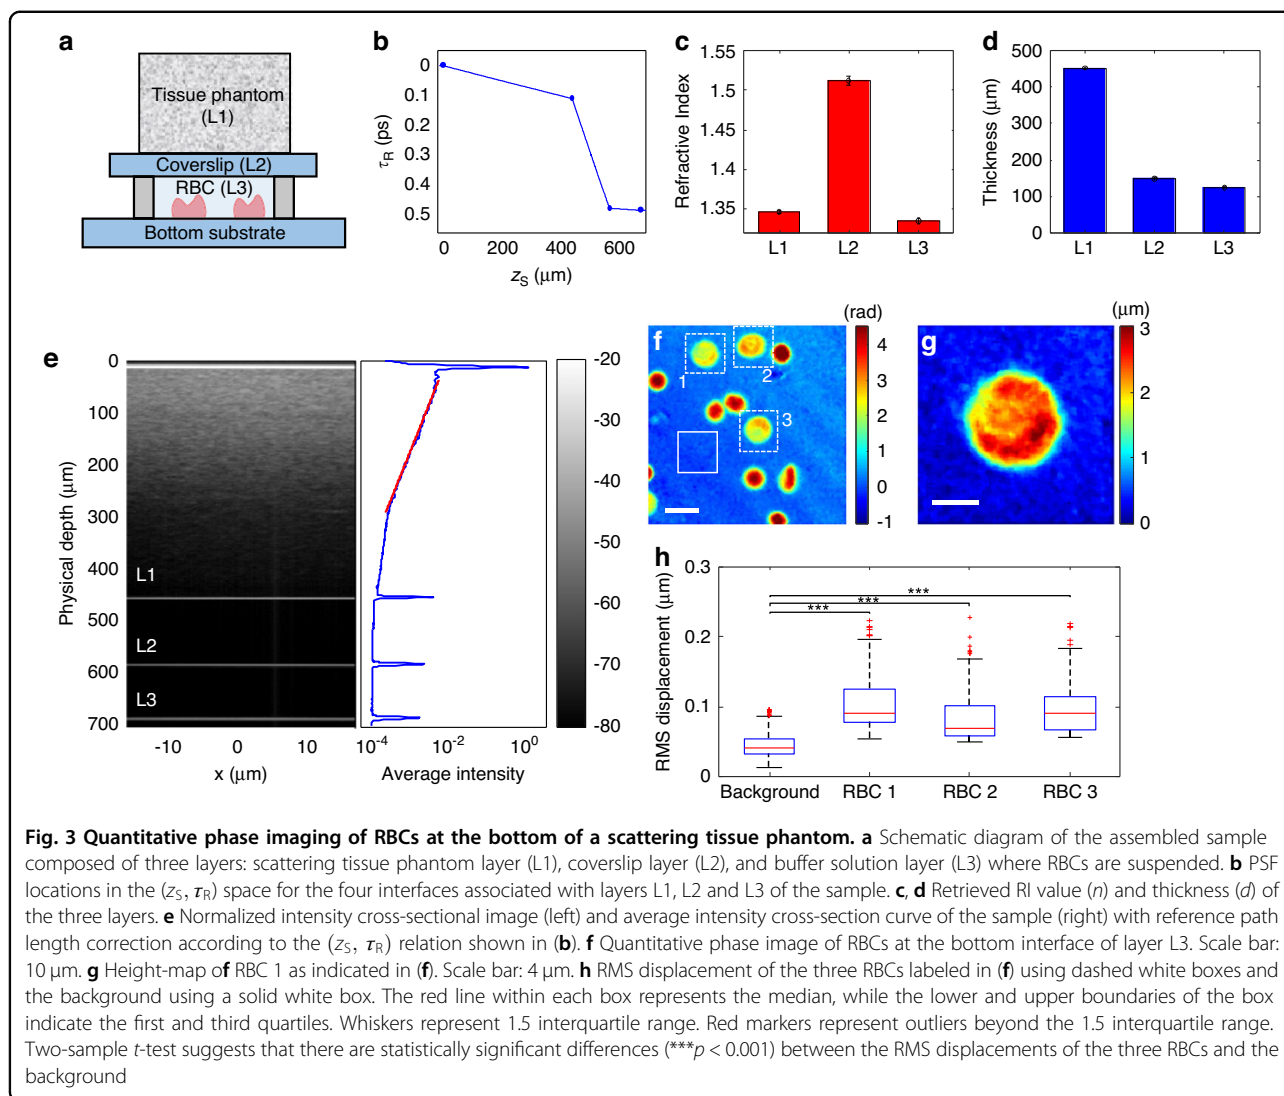 a
Tissue phantom
(L1)
Coverslip (L2)
RBC (L3)
Bottom substrate
b
0
0.1
0.2
0.3
0.4
0.5
τR (ps)
0
200
400
600
zS (μm)
c
1.55
1.5
1.45
1.4
1.35
Refractive Index
L1
L2
L3
d
500
400
300
200
100
0
Thickness (μm)
L1
L2
L3
e
0
100
200
300
400
500
600
700
Physical depth (μm)
L1
L2
L3
-10
0
10
x (μm)
10⁻⁴
10⁻²
10⁰
Average intensity
-20
-30
-40
-50
-60
-70
-80
f
1
2
3
(rad)
4
3
2
1
0
-1
g
(μm)
3
2
1
0
h
0.3
0.2
0.1
0
RMS displacement (μm)
***
***
***
Background
RBC 1
RBC 2
RBC 3
Fig. 3 Quantitative phase imaging of RBCs at the bottom of a scattering tissue phantom. a Schematic diagram of the assembled sample
composed of three layers: scattering tissue phantom layer (L1), coverslip layer (L2), and buffer solution layer (L3) where RBCs are suspended. b PSF
locations in the (zS, τR) space for the four interfaces associated with layers L1, L2 and L3 of the sample. c, d Retrieved RI value (n) and thickness (d) of
the three layers. e Normalized intensity cross-sectional image (left) and average intensity cross-section curve of the sample (right) with reference path
length correction according to the (zS, τR) relation shown in (b). f Quantitative phase image of RBCs at the bottom interface of layer L3. Scale bar:
10 μm. g Height-map of RBC 1 as indicated in (f). Scale bar: 4 μm. h RMS displacement of the three RBCs labeled in (f) using dashed white boxes and
the background using a solid white box. The red line within each box represents the median, while the lower and upper boundaries of the box
indicate the first and third quartiles. Whiskers represent 1.5 interquartile range. Red markers represent outliers beyond the 1.5 interquartile range.
Two-sample t-test suggests that there are statistically significant differences (***p < 0.001) between the RMS displacements of the three RBCs and the
background